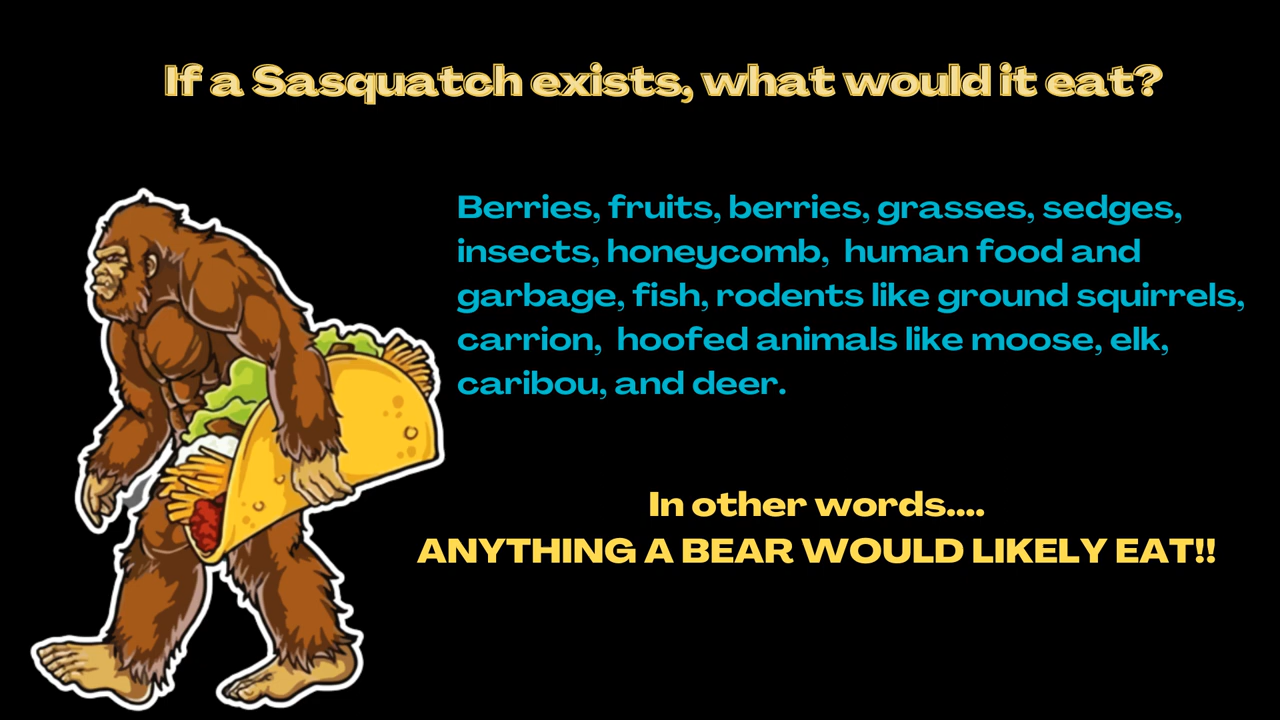 If a Sasquatch exists, what would it eat?
Berries, fruits, berries, grasses, sedges,
insects, honeycomb,  human food and
garbage, fish, rodents like ground squirrels,
carrion,  hoofed animals like moose, elk,
caribou, and deer.
In other words....
ANYTHING A BEAR WOULD LIKELY EAT!!